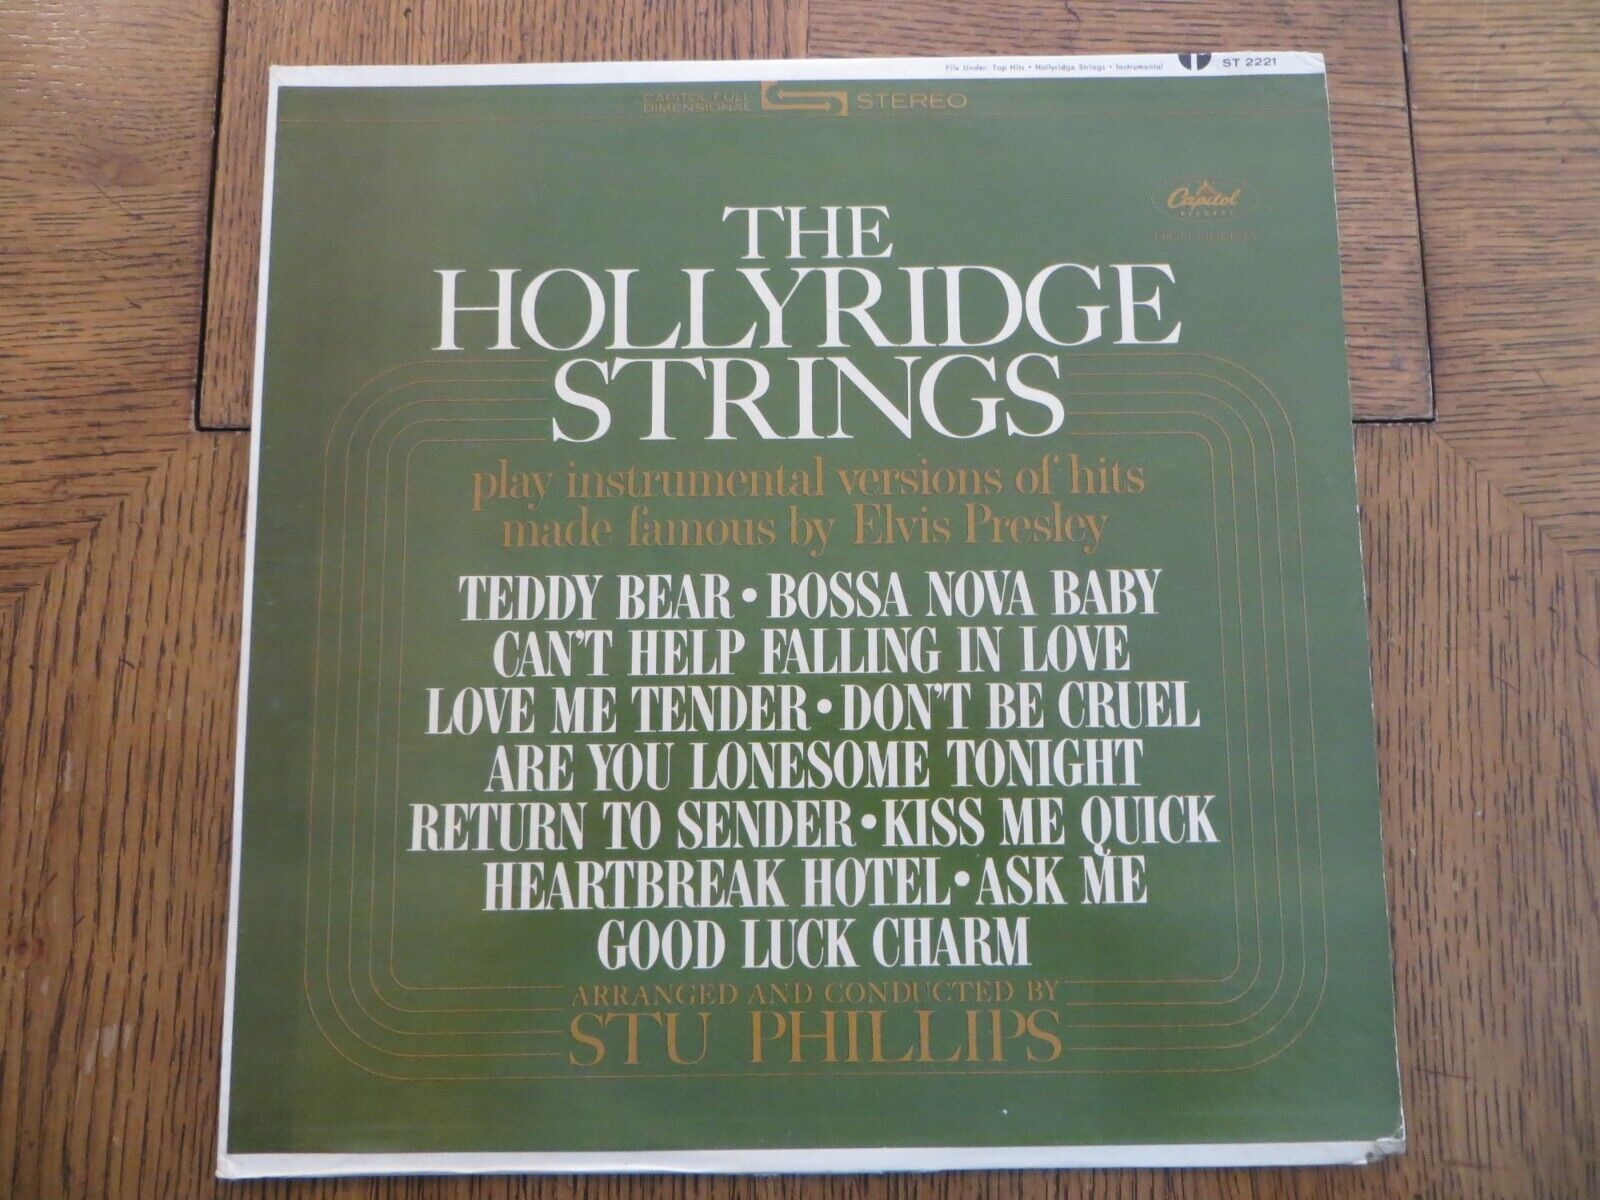 File Under: Top Hits • Hollyridge Strings • Instrumental ST 2221
CAPITOL FULL DIMENSIONAL STEREO
Capitol
RECORDS
HIGH FIDELITY
THE
HOLLYRIDGE
STRINGS
play instrumental versions of hits
made famous by Elvis Presley
TEDDY BEAR • BOSSA NOVA BABY
CAN'T HELP FALLING IN LOVE
LOVE ME TENDER • DON'T BE CRUEL
ARE YOU LONESOME TONIGHT
RETURN TO SENDER • KISS ME QUICK
HEARTBREAK HOTEL • ASK ME
GOOD LUCK CHARM
ARRANGED AND CONDUCTED BY
STU PHILLIPS